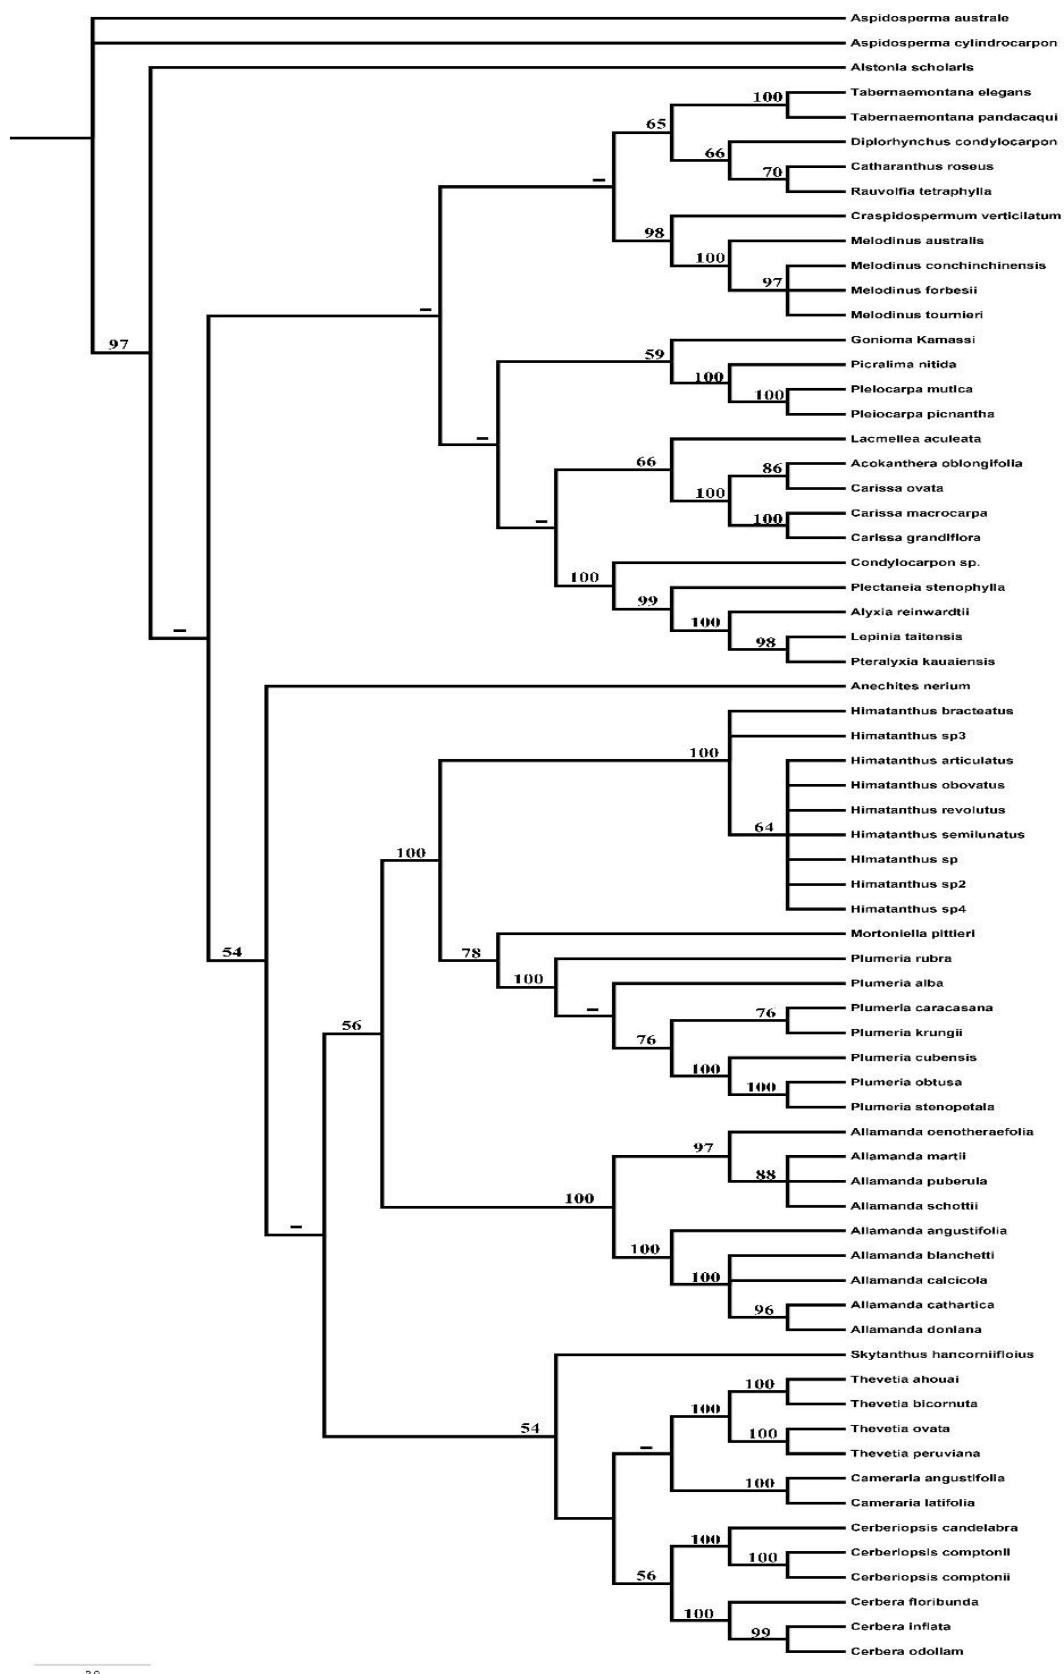 Aspidosperma australe
Aspidosperma cylindrocarpon
Alstonia scholaris
100
Tabernaemontana elegans
Tabernaemontana pandacaqui
65
Diplorhynchus condylocarpon
66
Catharanthus roseus
70
Rauvolfia tetraphylla
–
Craspidospermum verticilatum
98
Melodinus australis
100
Melodinus conchinchinensis
97
Melodinus forbesii
Melodinus tournieri
–
97
Gonioma Kamassi
59
Picralima nitida
100
Pleiocarpa mutica
100
Pleiocarpa picnantha
–
Lacmellea aculeata
66
Acokanthera oblongifolia
86
Carissa ovata
100
Carissa macrocarpa
100
Carissa grandiflora
–
Condylocarpon sp.
100
Plectaneia stenophylla
99
Alyxia reinwardtii
100
Lepinia taitensis
98
Pteralyxia kauaiensis
–
Anechites nerium
Himatanthus bracteatus
Himatanthus sp3
100
Himatanthus articulatus
Himatanthus obovatus
Himatanthus revolutus
64
Himatanthus semilunatus
Himatanthus sp
Himatanthus sp2
Himatanthus sp4
100
Mortoniella pittieri
78
54
Plumeria rubra
100
Plumeria alba
–
Plumeria caracasana
76
Plumeria krungii
76
56
Plumeria cubensis
100
Plumeria obtusa
100
Plumeria stenopetala
Allamanda oenotheraefolia
97
Allamanda martii
88
Allamanda puberula
Allamanda schottii
100
–
Allamanda angustifolia
100
Allamanda blanchetti
100
Allamanda calcicola
Allamanda cathartica
96
Allamanda doniana
Skytanthus hancorniifloius
54
Thevetia ahouai
100
Thevetia bicornuta
100
Thevetia ovata
100
Thevetia peruviana
–
Cameraria angustifolia
100
Cameraria latifolia
Cerberiopsis candelabra
100
Cerberiopsis comptonii
100
Cerberiopsis comptonii
56
Cerbera floribunda
100
Cerbera inflata
99
Cerbera odollam